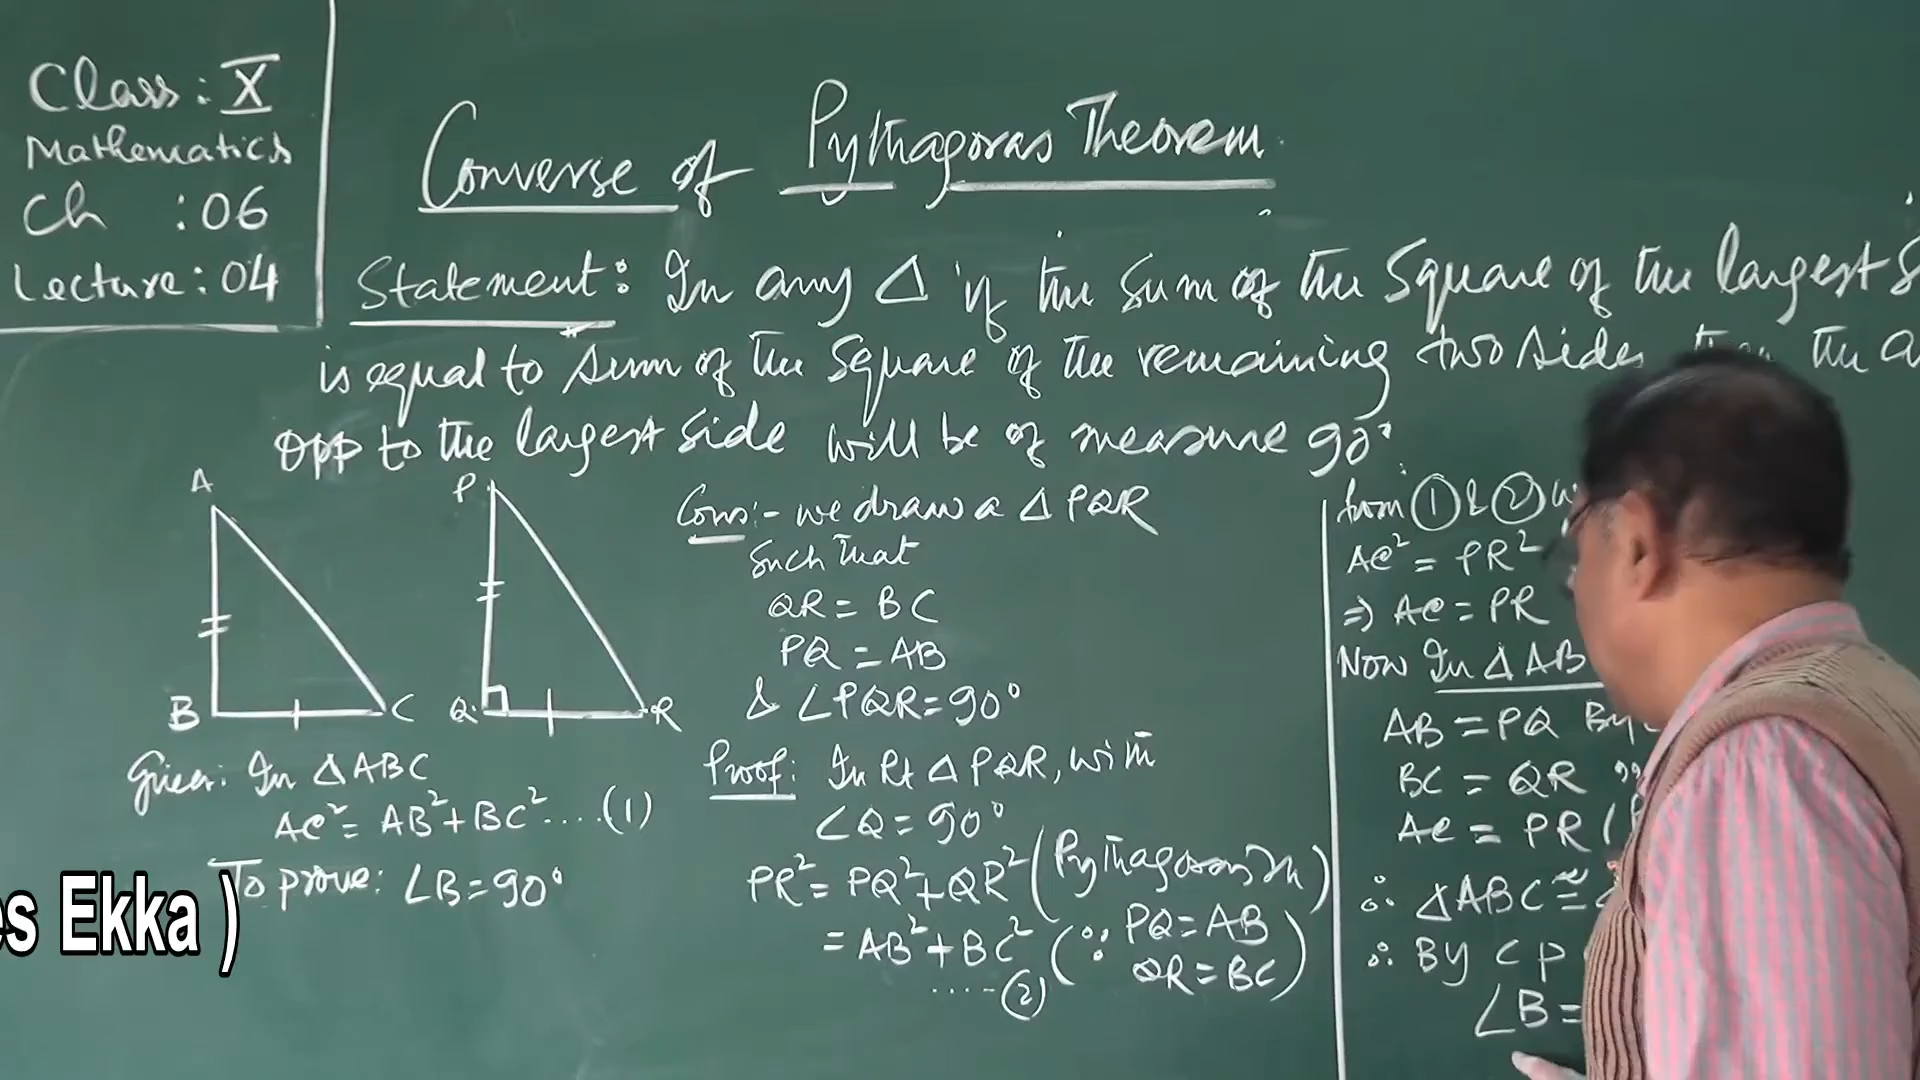 Class: X
Mathematics
Ch : 06
Lecture: 04
Converse of Pythagoras Theorem
Statement: In any Δ if the sum of the square of the largest s
is equal to sum of the square of the remaining two sides then the a
opp to the largest side will be of measure 90°
A
B
C
P
Q
R
Given: In ΔABC
AC² = AB² + BC² ....(1)
To prove: ∠B = 90°
es Ekka )
Cons:- we draw a Δ PQR
such that
QR = BC
PQ = AB
& ∠PQR = 90°
Proof: In Rt Δ PQR, with
∠Q = 90°
PR² = PQ² + QR² (Pythagoras Th)
= AB² + BC² (∵ PQ = AB
QR = BC)
..... (2)
from (1) & (2) w
AC² = PR²
⇒ AC = PR
Now In Δ AB
AB = PQ By
BC = QR "
AC = PR (
∴ ΔABC ≅
∴ By C P
∠B =